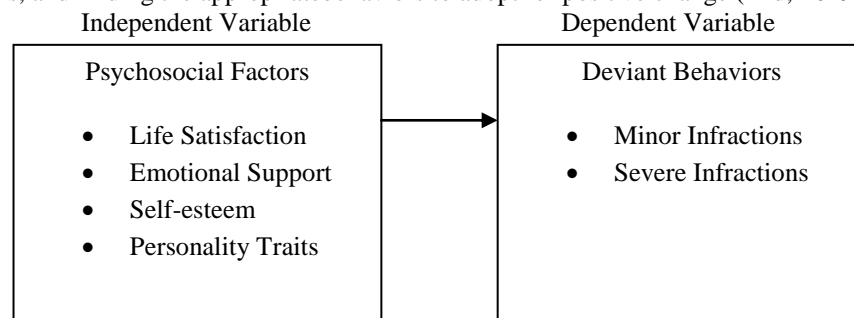 Independent Variable Dependent Variable
Psychosocial Factors
• Life Satisfaction
• Emotional Support
• Self-esteem
• Personality Traits
Deviant Behaviors
• Minor Infractions
• Severe Infractions